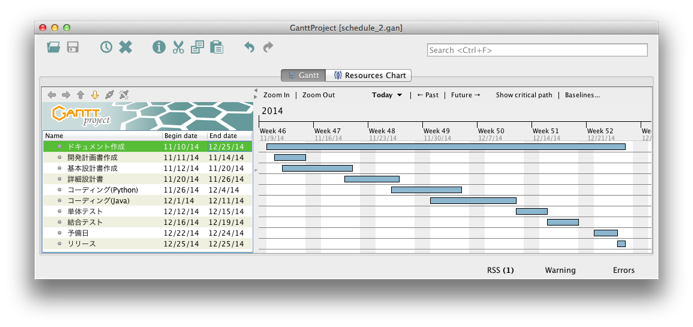 GanttProject [schedule_2.gan]
Search <Ctrl+F>
Gantt Resources Chart
Zoom In | Zoom Out Today ▼ | ← Past | Future → Show critical path | Baselines...
GANTT
project
2014
Name Begin date End date
Week 46 Week 47 Week 48 Week 49 Week 50 Week 51 Week 52 We
11/9/14 11/16/14 11/23/14 11/30/14 12/7/14 12/14/14 12/21/14 12/
ドキュメント作成 11/10/14 12/25/14
開発計画書作成 11/11/14 11/14/14
基本設計書作成 11/12/14 11/20/14
詳細設計書 11/20/14 11/26/14
コーディング(Python) 11/26/14 12/4/14
コーディング(Java) 12/1/14 12/11/14
単体テスト 12/12/14 12/15/14
結合テスト 12/16/14 12/19/14
予備日 12/22/14 12/24/14
リリース 12/25/14 12/25/14
RSS (1) Warning Errors